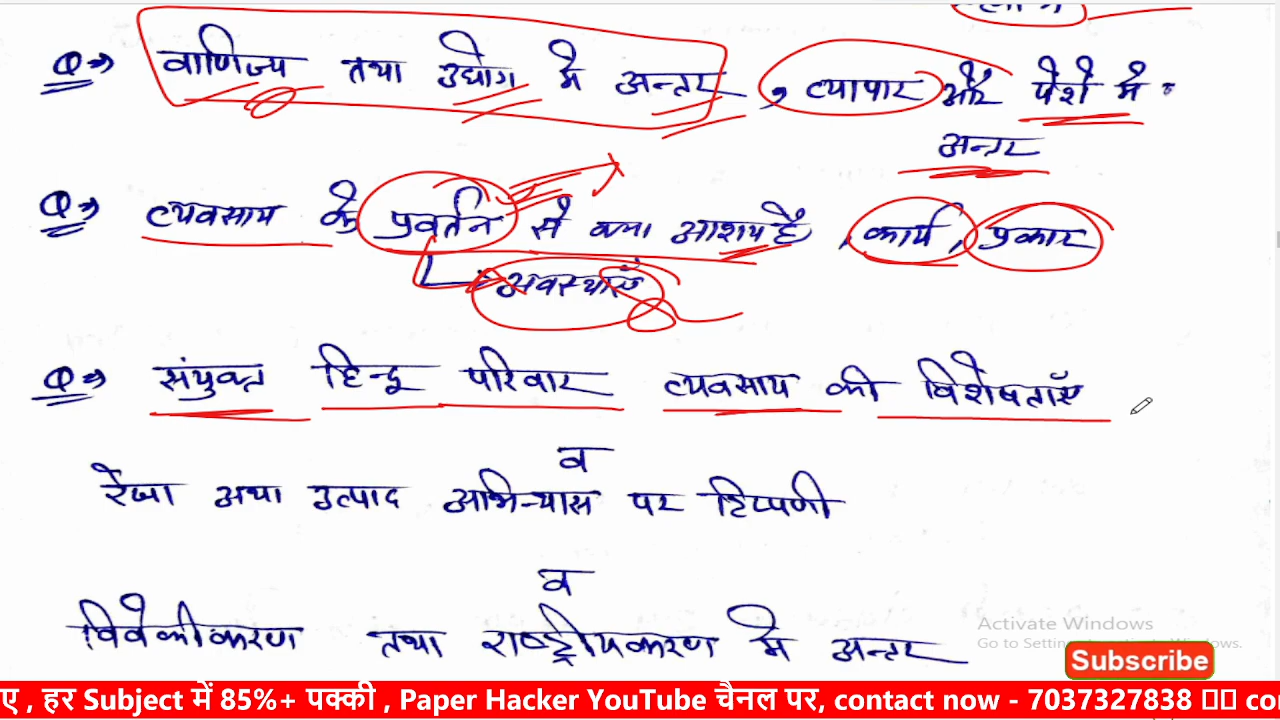 Q⇒ वाणिज्य तथा उद्योग मे अन्तर , व्यापार और पेशे मे
अन्तर
Q⇒ व्यवसाय के प्रवर्तन से क्या आशय है , कार्य , प्रकार
अवस्थाएँ
Q⇒ संयुक्त हिन्दू परिवार व्यवसाय की विशेषताएँ
व
रेखा तथा उत्पाद अभिन्यास पर टिप्पणी
व
विवेकीकरण तथा राष्ट्रीयकरण मे अन्तर
Activate Windows
Subscribe
ए , हर Subject में 85%+ पक्की , Paper Hacker YouTube चैनल पर, contact now - 7037327838 co